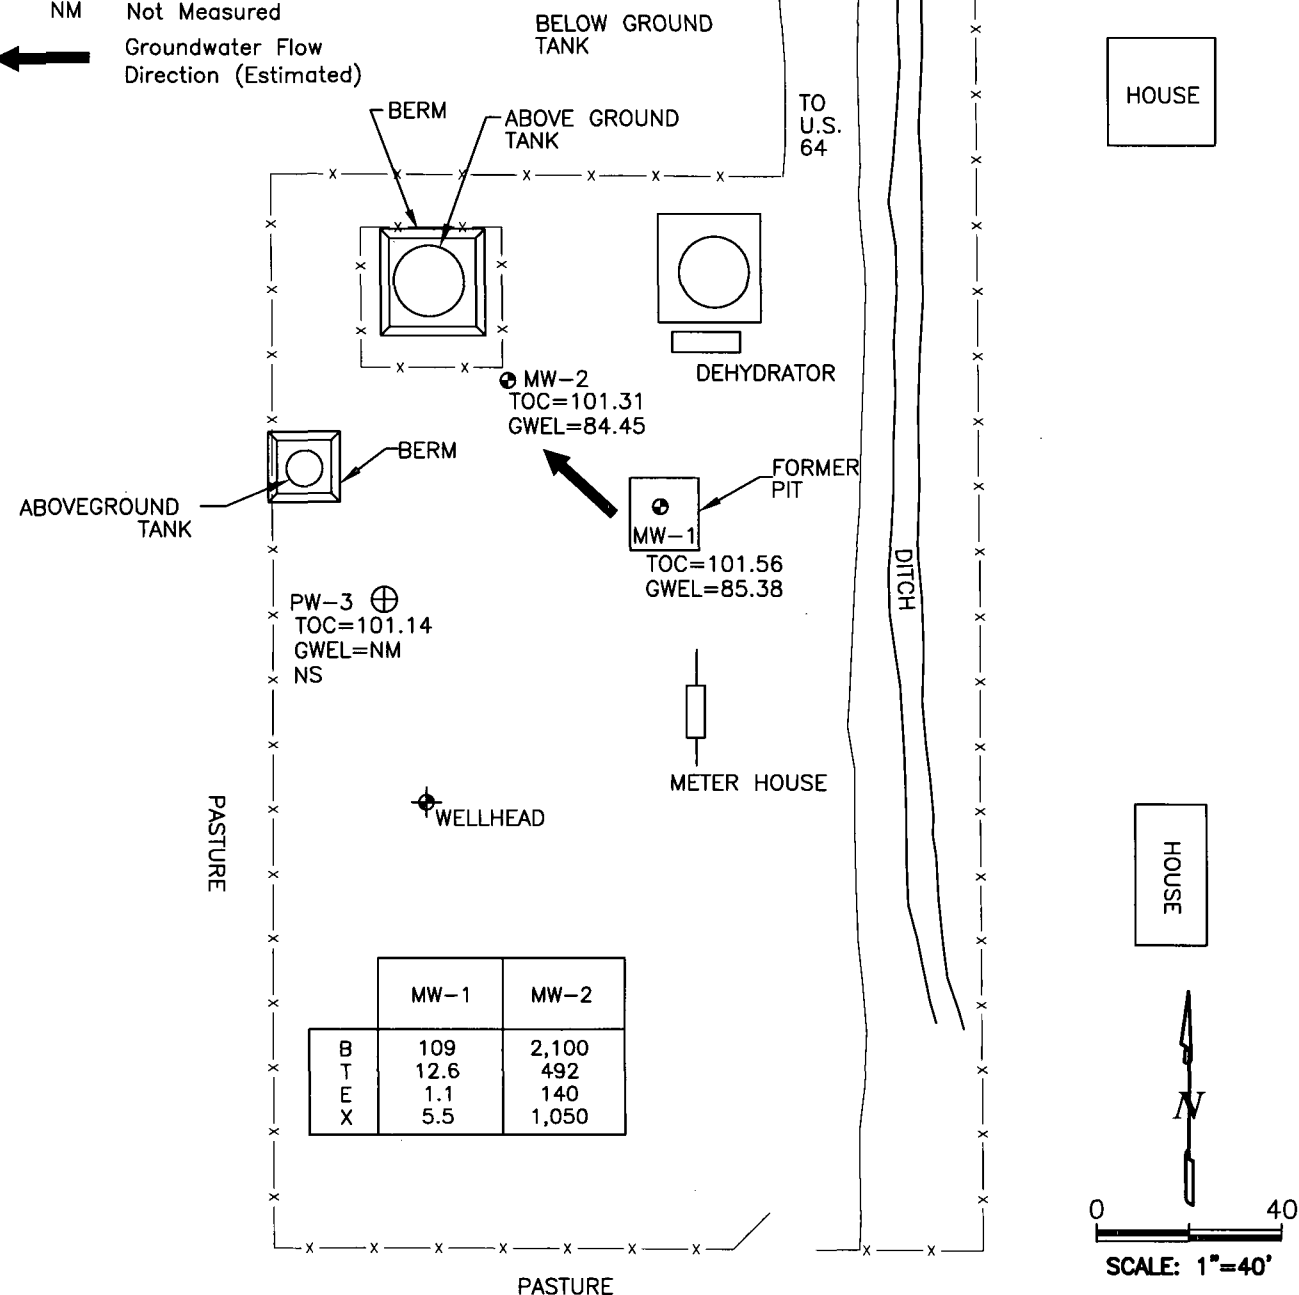 NM Not Measured
Groundwater Flow
Direction (Estimated)
BELOW GROUND
TANK
BERM
ABOVE GROUND
TANK
TO
U.S.
64
HOUSE
DEHYDRATOR
MW-2
TOC=101.31
GWEL=84.45
BERM
ABOVEGROUND
TANK
FORMER
PIT
MW-1
TOC=101.56
GWEL=85.38
DITCH
PW-3
TOC=101.14
GWEL=NM
NS
METER HOUSE
WELLHEAD
PASTURE
HOUSE
MW-1 MW-2
B 109 2,100
T 12.6 492
E 1.1 140
X 5.5 1,050
N
0 40
SCALE: 1"=40'
PASTURE